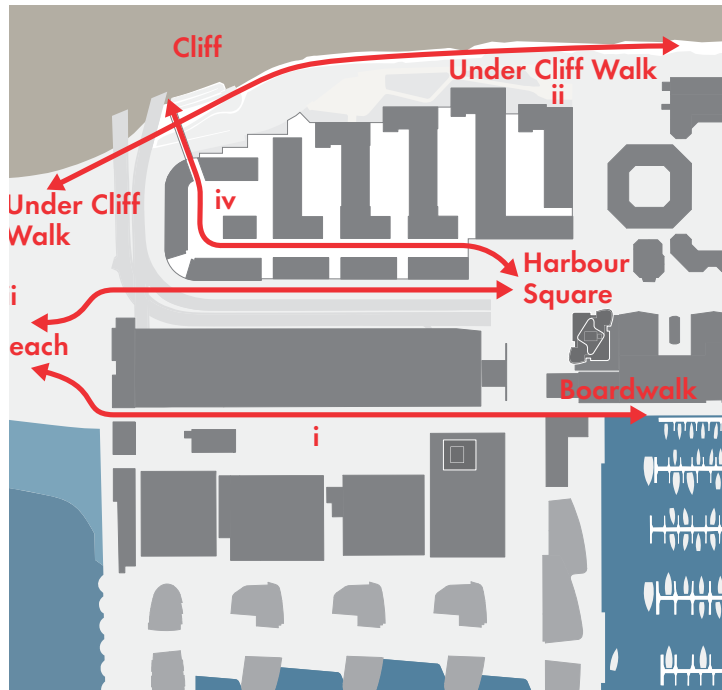 Cliff
Under Cliff Walk
ii
Under Cliff
Walk
iv
Harbour
Square
i
each
Boardwalk
i